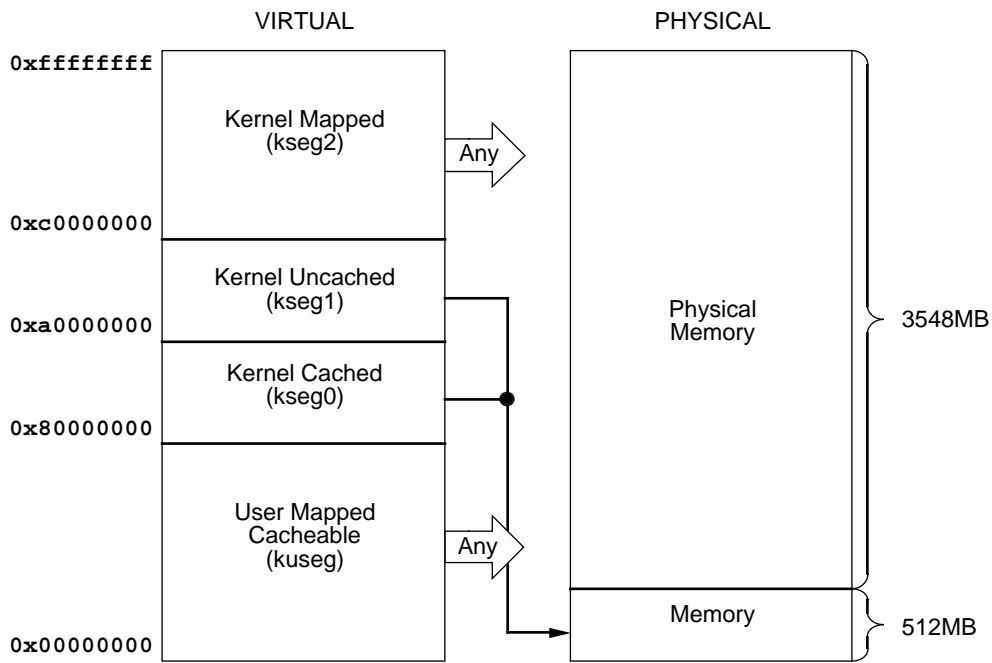 VIRTUAL
PHYSICAL
0xffffffff
Kernel Mapped
(kseg2)
Any
0xc0000000
Kernel Uncached
(kseg1)
0xa0000000
Physical
Memory
3548MB
Kernel Cached
(kseg0)
0x80000000
User Mapped
Cacheable
(kuseg)
Any
Memory
512MB
0x00000000